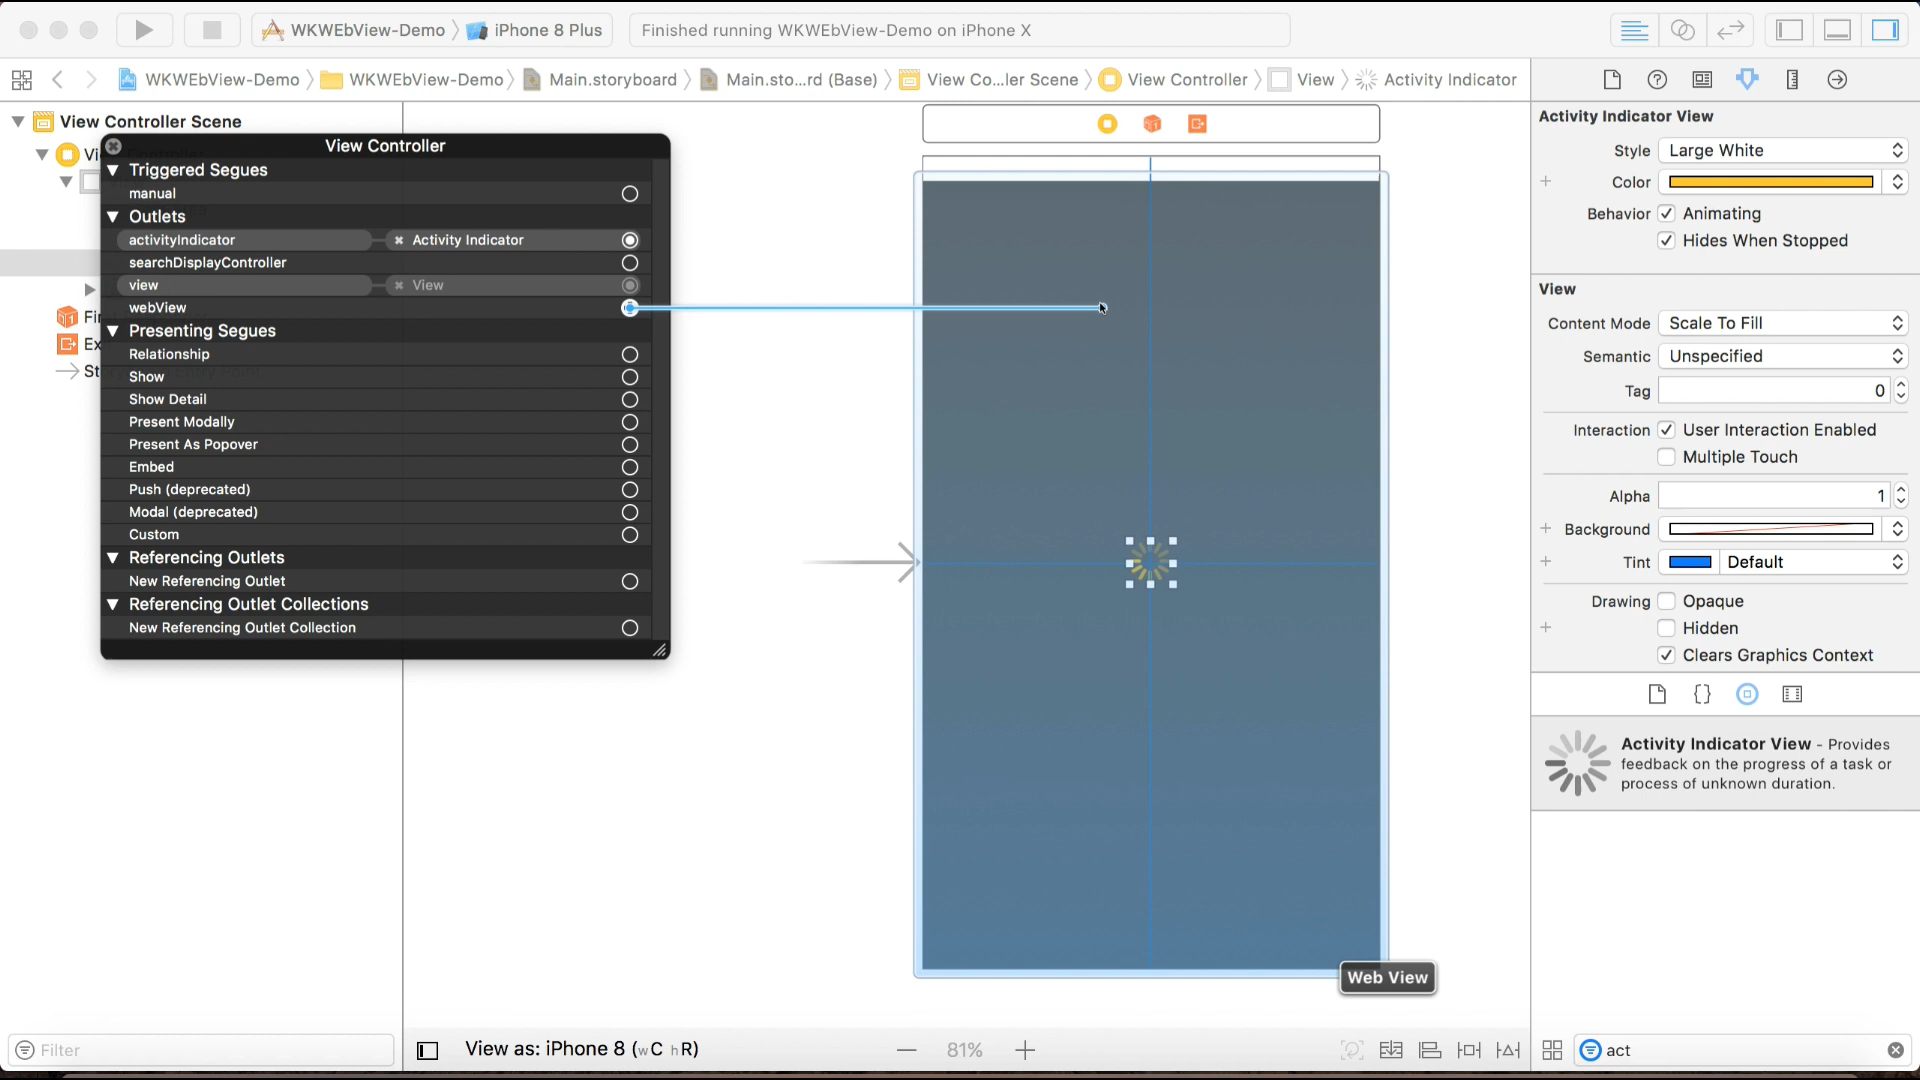 WKWEbView-Demo
iPhone 8 Plus
Finished running WKWEbView-Demo on iPhone X
WKWEbView-Demo
WKWEbView-Demo
Main.storyboard
Main.sto...rd (Base)
View Co...ler Scene
View Controller
View
Activity Indicator
View Controller Scene
Vi
View Controller
Triggered Segues
manual
Outlets
activityIndicator
Activity Indicator
searchDisplayController
view
View
webView
Fir
Presenting Segues
Ex
Relationship
St
Show
Show Detail
Present Modally
Present As Popover
Embed
Push (deprecated)
Modal (deprecated)
Custom
Referencing Outlets
New Referencing Outlet
Referencing Outlet Collections
New Referencing Outlet Collection
Web View
Filter
View as: iPhone 8 (wC hR)
81%
Activity Indicator View
Style Large White
Color
Behavior Animating
Hides When Stopped
View
Content Mode Scale To Fill
Semantic Unspecified
Tag 0
Interaction User Interaction Enabled
Multiple Touch
Alpha 1
Background
Tint Default
Drawing Opaque
Hidden
Clears Graphics Context
Activity Indicator View - Provides
feedback on the progress of a task or
process of unknown duration.
act